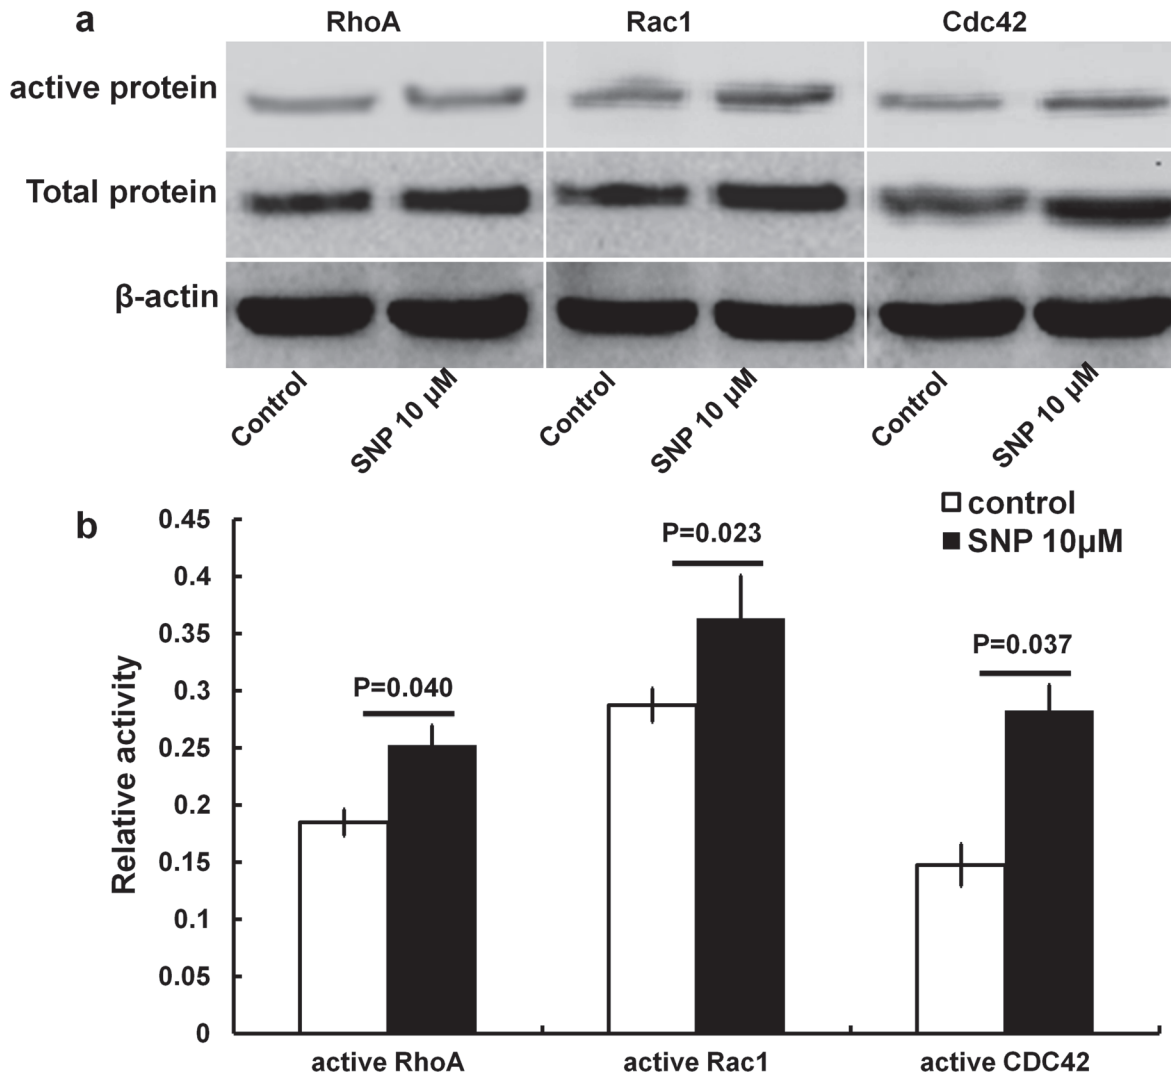 a
RhoA Rac1 Cdc42
active protein
Total protein
β-actin
Control SNP 10 μM Control SNP 10 μM Control SNP 10 μM
b
control
SNP 10μM
0.45
0.4
0.35
0.3
0.25
0.2
0.15
0.1
0.05
0
Relative activity
P=0.040
P=0.023
P=0.037
active RhoA active Rac1 active CDC42